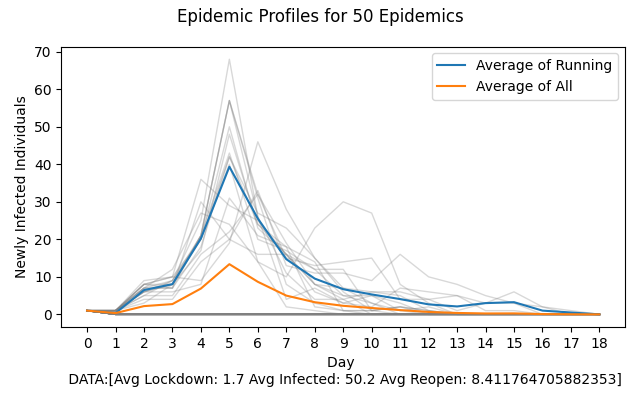 Epidemic Profiles for 50 Epidemics
70
60
50
40
30
20
10
0
Newly Infected Individuals
Average of Running
Average of All
0 1 2 3 4 5 6 7 8 9 10 11 12 13 14 15 16 17 18
Day
DATA:[Avg Lockdown: 1.7 Avg Infected: 50.2 Avg Reopen: 8.411764705882353]